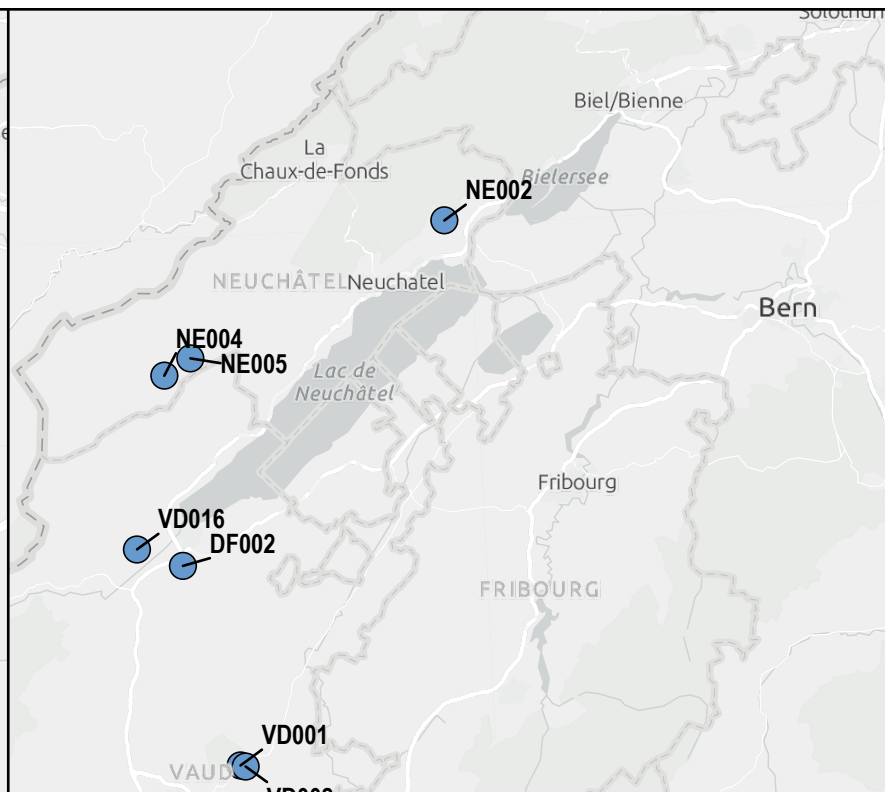 Biel/Bienne
La
Chaux-de-Fonds
Bielersee
NE002
NEUCHÂTEL
Neuchatel
Bern
NE004
NE005
Lac de
Neuchâtel
Fribourg
VD016
DF002
FRIBOURG
VD001
VAUD